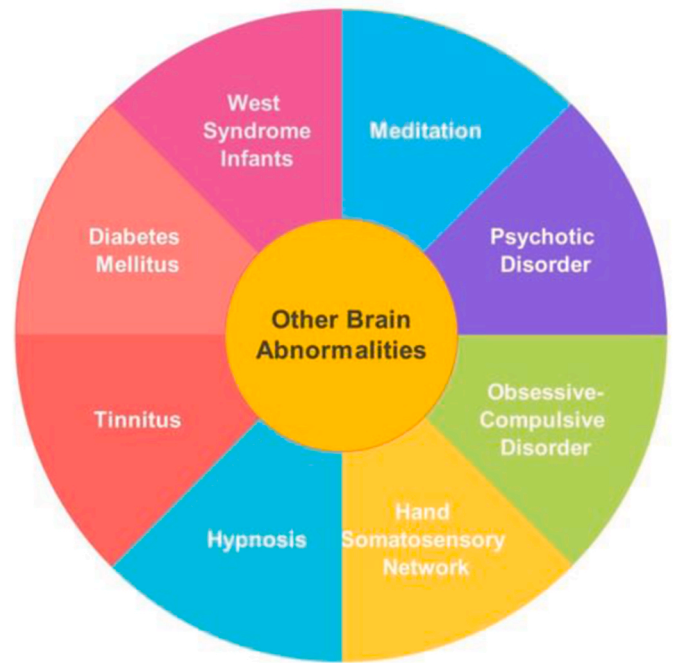 West
Syndrome
Infants
Meditation
Diabetes
Mellitus
Psychotic
Disorder
Other Brain
Abnormalities
Tinnitus
Obsessive-
Compulsive
Disorder
Hypnosis
Hand
Somatosensory
Network